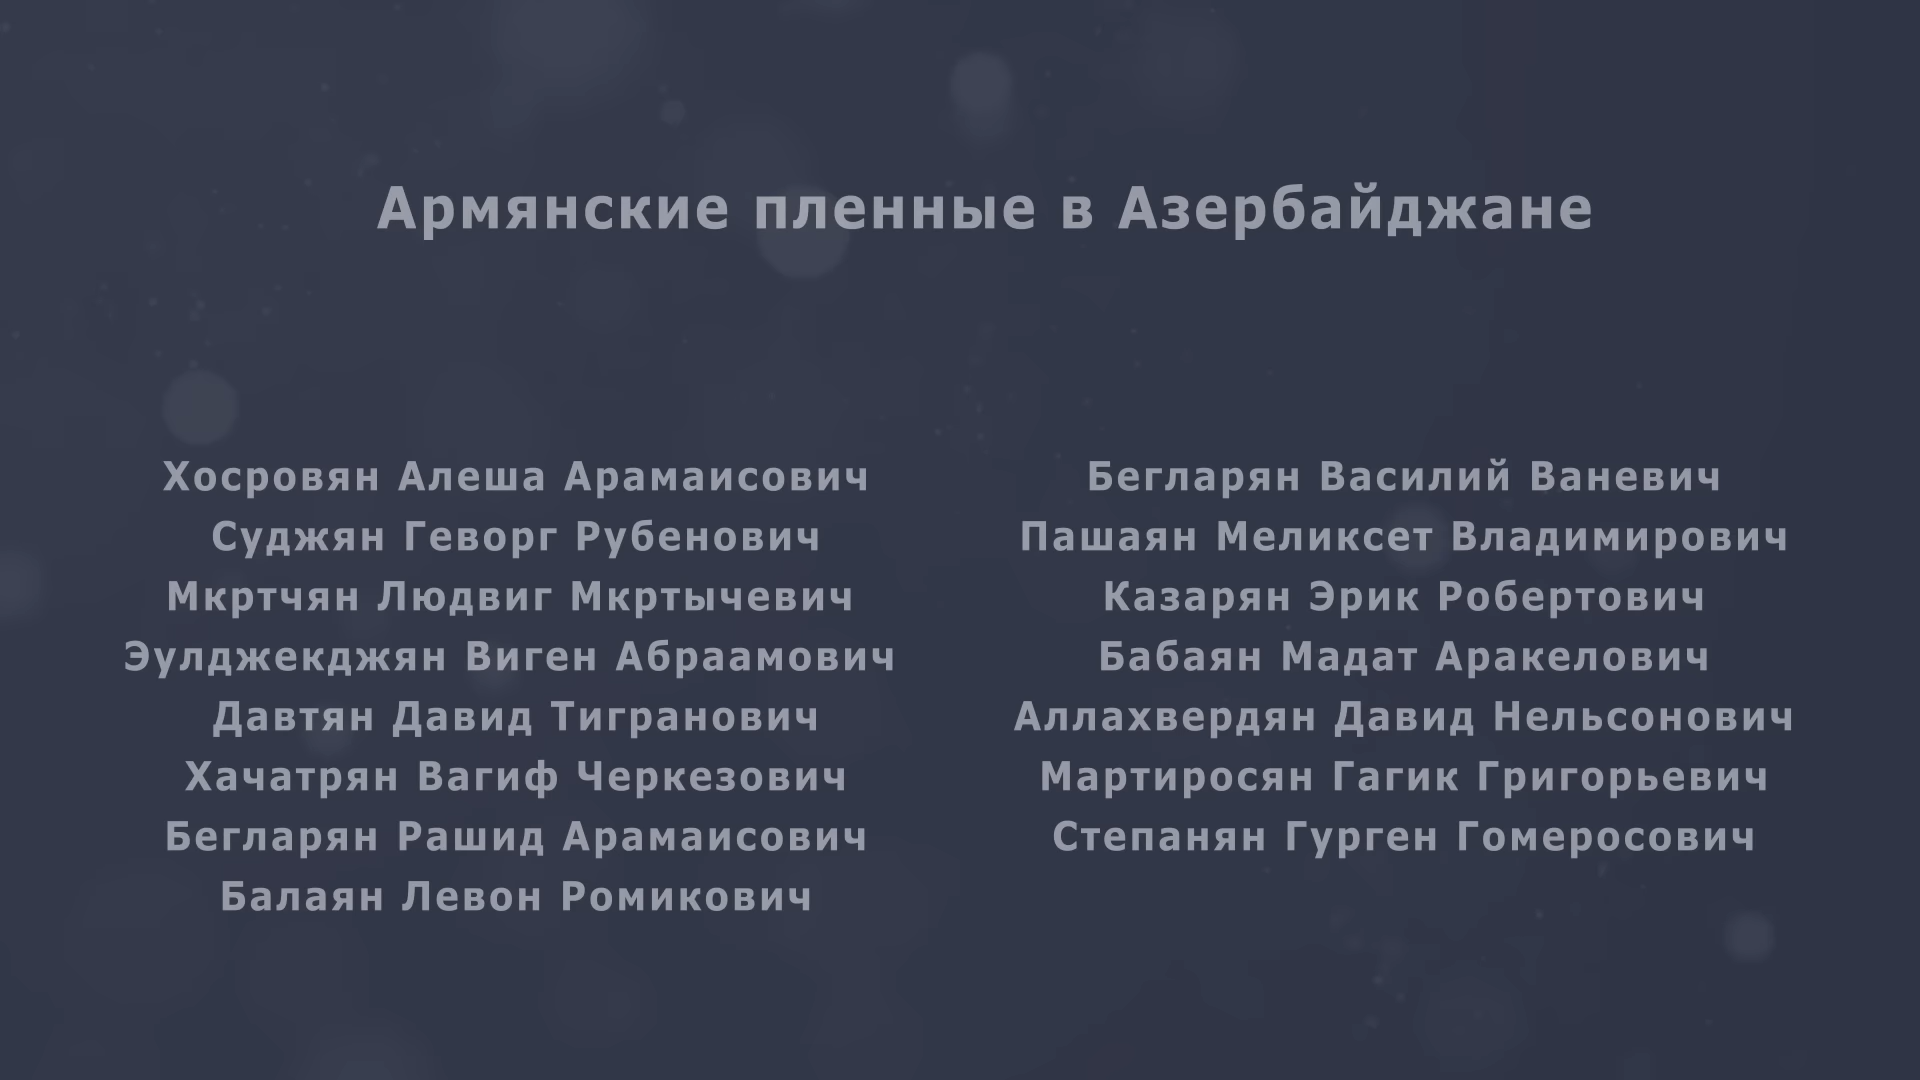 Армянские пленные в Азербайджане
Хосровян Алеша Арамаисович
Суджян Геворг Рубенович
Мкртчян Людвиг Мкртычевич
Эулджекджян Виген Абраамович
Давтян Давид Тигранович
Хачатрян Вагиф Черкезович
Бегларян Рашид Арамаисович
Балаян Левон Ромикович
Бегларян Василий Ваневич
Пашаян Меликсет Владимирович
Казарян Эрик Робертович
Бабаян Мадат Аракелович
Аллахвердян Давид Нельсонович
Мартиросян Гагик Григорьевич
Степанян Гурген Гомеросович